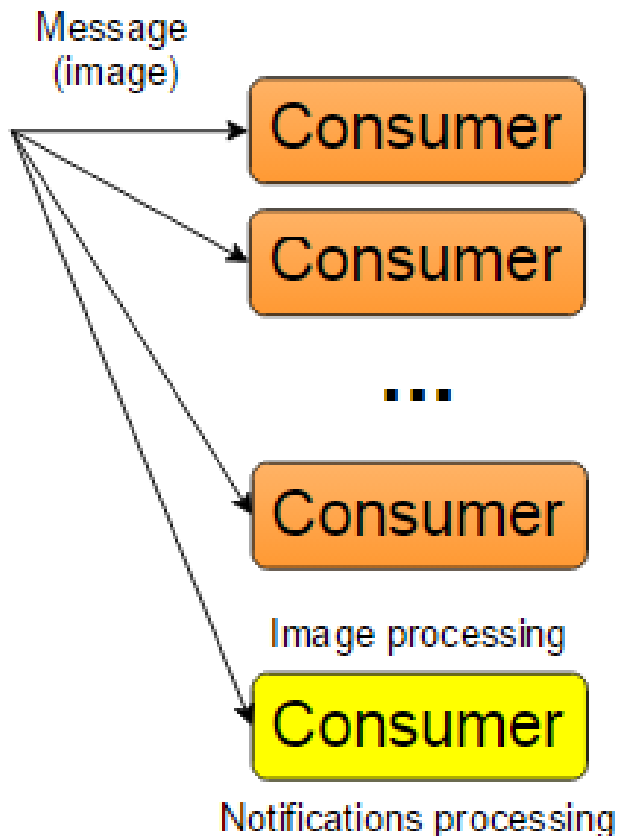 Message
(image)
Consumer
Consumer
...
Consumer
Image processing
Consumer
Notifications processing